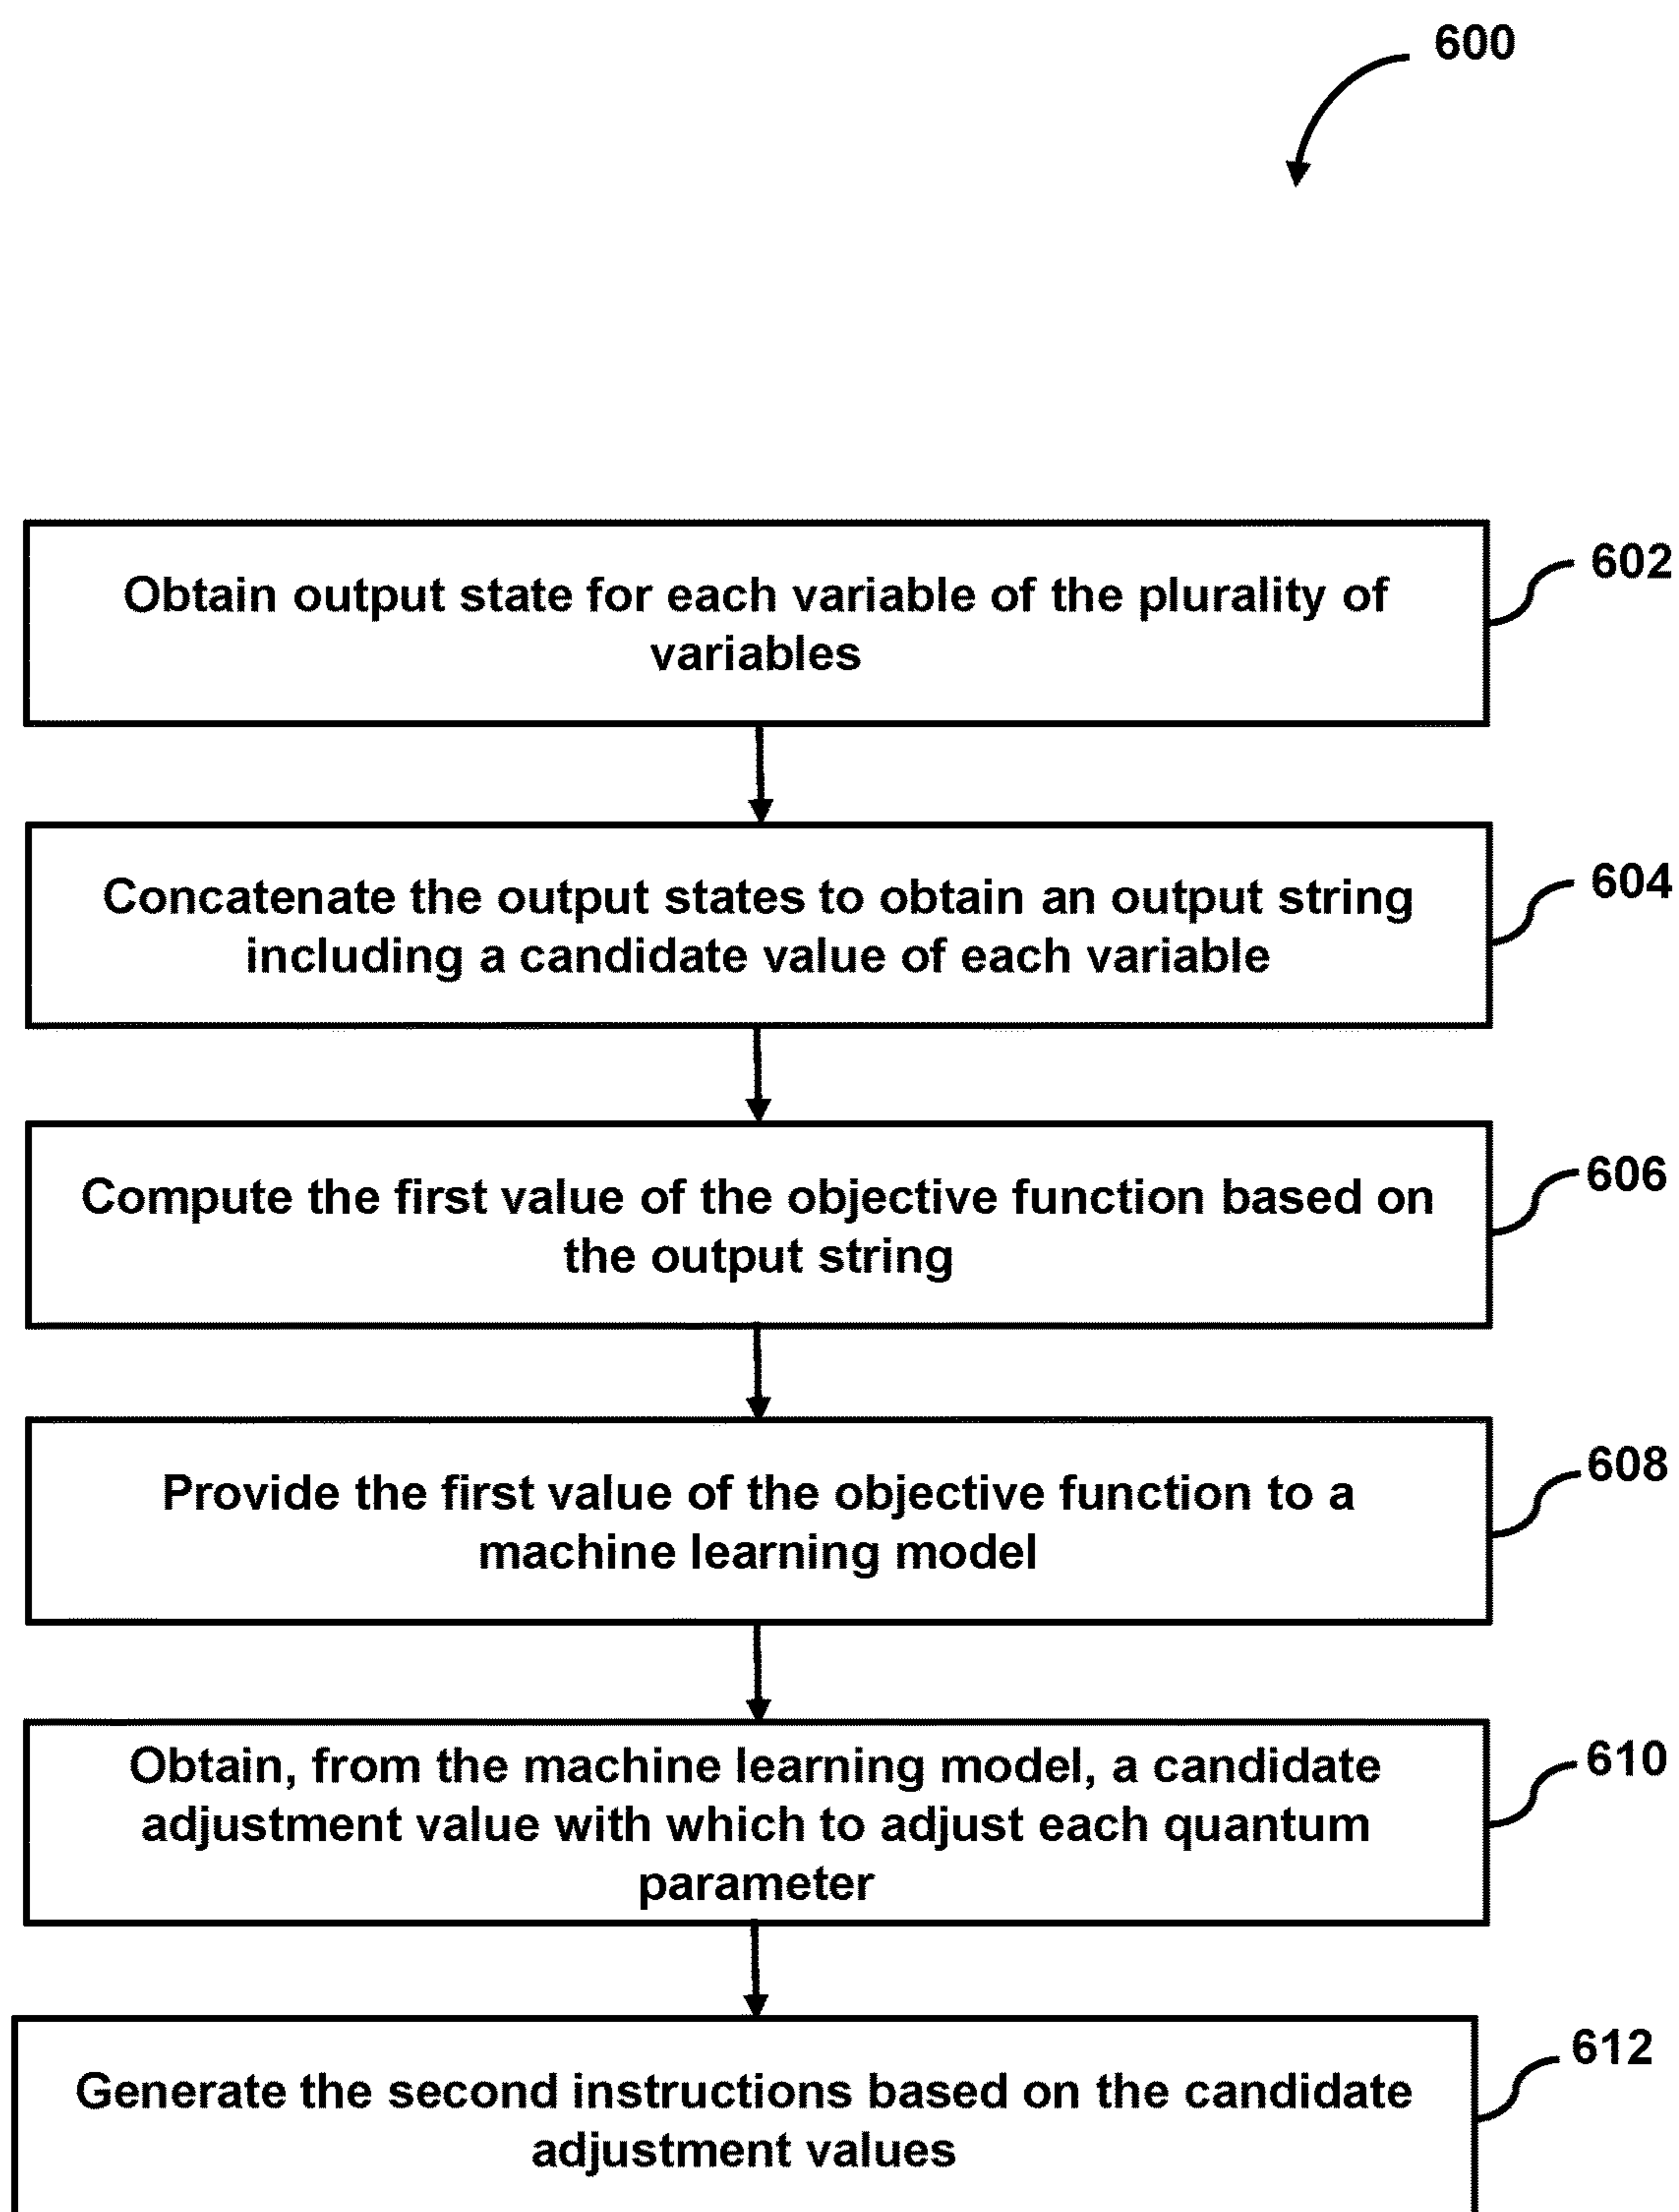 600
Obtain output state for each variable of the plurality of
variables
602
Concatenate the output states to obtain an output string
including a candidate value of each variable
604
Compute the first value of the objective function based on
the output string
606
Provide the first value of the objective function to a
machine learning model
608
Obtain, from the machine learning model, a candidate
adjustment value with which to adjust each quantum
parameter
610
Generate the second instructions based on the candidate
adjustment values
612